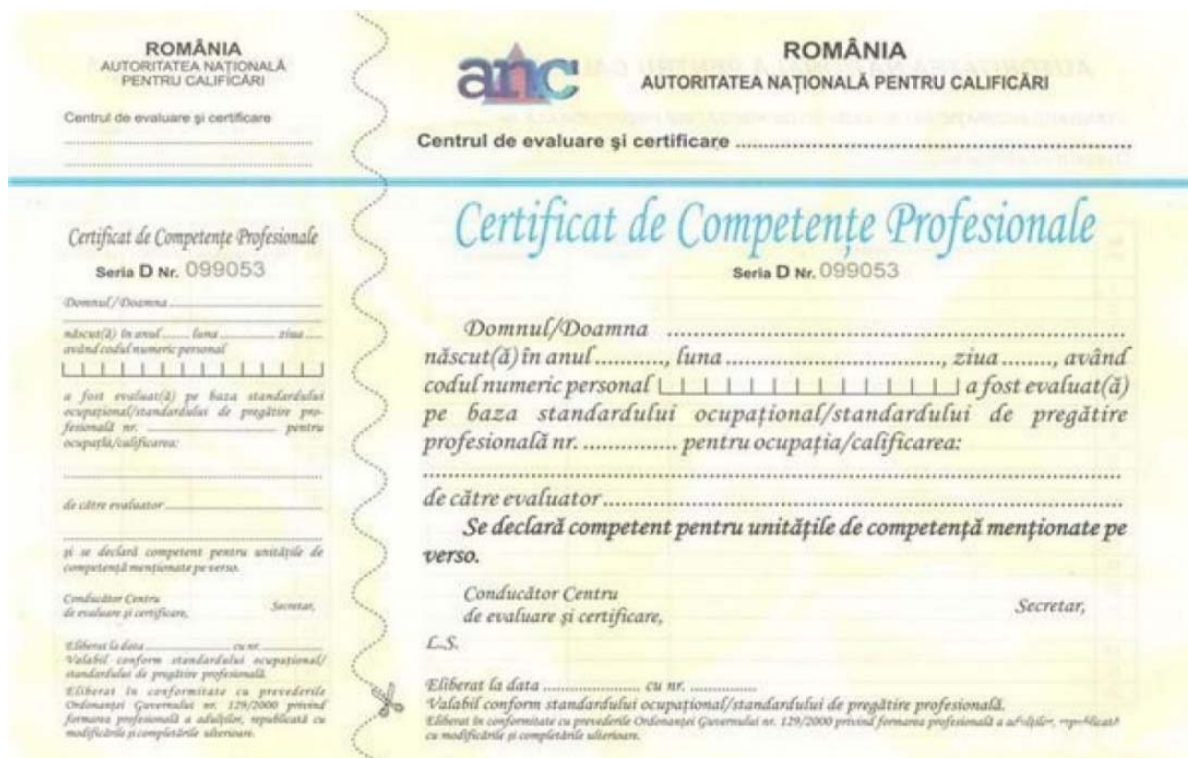 ROMÂNIA
AUTORITATEA NAȚIONALĂ
PENTRU CALIFICĂRI
Centrul de evaluare și certificare
Certificat de Competențe Profesionale
Seria D Nr. 099053
Domnul/Doamna
născut(ă) în anul ........ luna .................. ziua .....
având codul numeric personal
a fost evaluat(ă) pe baza standardului
ocupațional/standardului de pregătire pro-
fesională nr. ............................ pentru
ocupația/calificarea:
de către evaluator
și se declară competent pentru unitățile de
competență menționate pe verso.
Conducător Centru
de evaluare și certificare,
Secretar,
Eliberat la data ...................... cu nr. ................
Valabil conform standardului ocupațional/
standardului de pregătire profesională.
Eliberat în conformitate cu prevederile
Ordonanței Guvernului nr. 129/2000 privind
formarea profesională a adulților, republicată cu
modificările și completările ulterioare.
anc
ROMÂNIA
AUTORITATEA NAȚIONALĂ PENTRU CALIFICĂRI
Centrul de evaluare și certificare ................................................
Certificat de Competențe Profesionale
Seria D Nr. 099053
Domnul/Doamna ................................................
născut(ă) în anul ..........., luna ..............................., ziua ........, având
codul numeric personal a fost evaluat(ă)
pe baza standardului ocupațional/standardului de pregătire
profesională nr. ............... pentru ocupația/calificarea:
de către evaluator ................................................
Se declară competent pentru unitățile de competență menționate pe
verso.
Conducător Centru
de evaluare și certificare,
Secretar,
L.S.
Eliberat la data ...................... cu nr. ...............
Valabil conform standardului ocupațional/standardului de pregătire profesională.
Eliberat în conformitate cu prevederile Ordonanței Guvernului nr. 129/2000 privind formarea profesională a adulților, republicată
cu modificările și completările ulterioare.